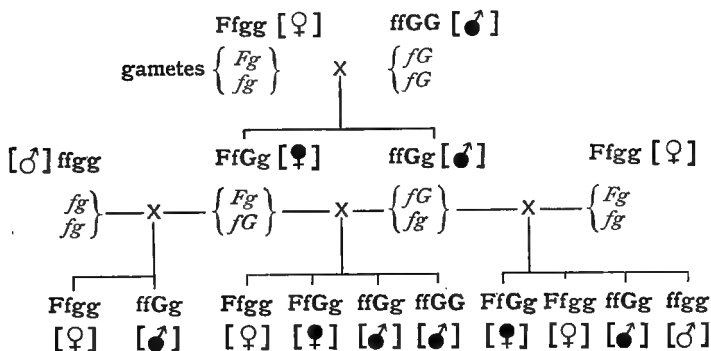 Ffgg [♀] ffGG [♂]
gametes { Fg } x { fG
fg fG
[♂] ffgg FfGg [♀] ffGg [♂] Ffgg [♀]
fg } x { Fg } x { fG } x { Fg
fg fG fg fg
Ffgg ffGg Ffgg FfGg ffGg ffGG FfGg Ffgg ffGg ffgg
[♀] [♂] [♀] [♀] [♂] [♂] [♀] [♀] [♂] [♂]